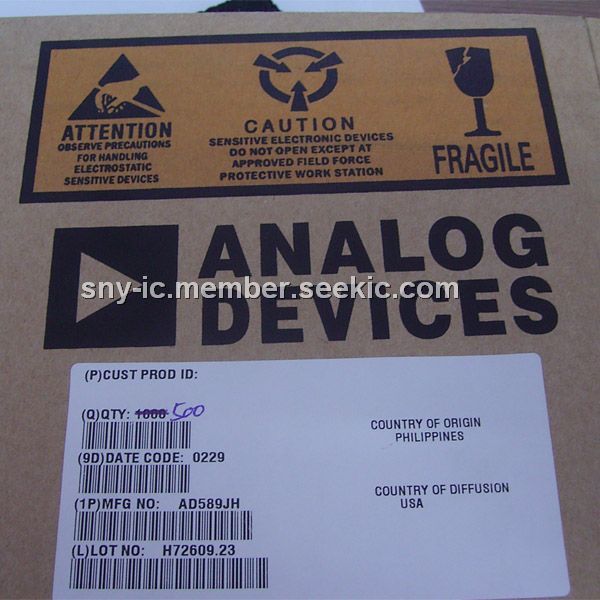 ATTENTION
OBSERVE PRECAUTIONS
FOR HANDLING
ELECTROSTATIC
SENSITIVE DEVICES
CAUTION
SENSITIVE ELECTRONIC DEVICES
DO NOT OPEN EXCEPT AT
APPROVED FIELD FORCE
PROTECTIVE WORK STATION
FRAGILE
ANALOG
DEVICES
sny-ic.member.seekic.com
(P)CUST PROD ID:
(Q)QTY: 1000 500
(9D)DATE CODE: 0229
(1P)MFG NO: AD589JH
(L)LOT NO: H72609.23
COUNTRY OF ORIGIN
PHILIPPINES
COUNTRY OF DIFFUSION
USA